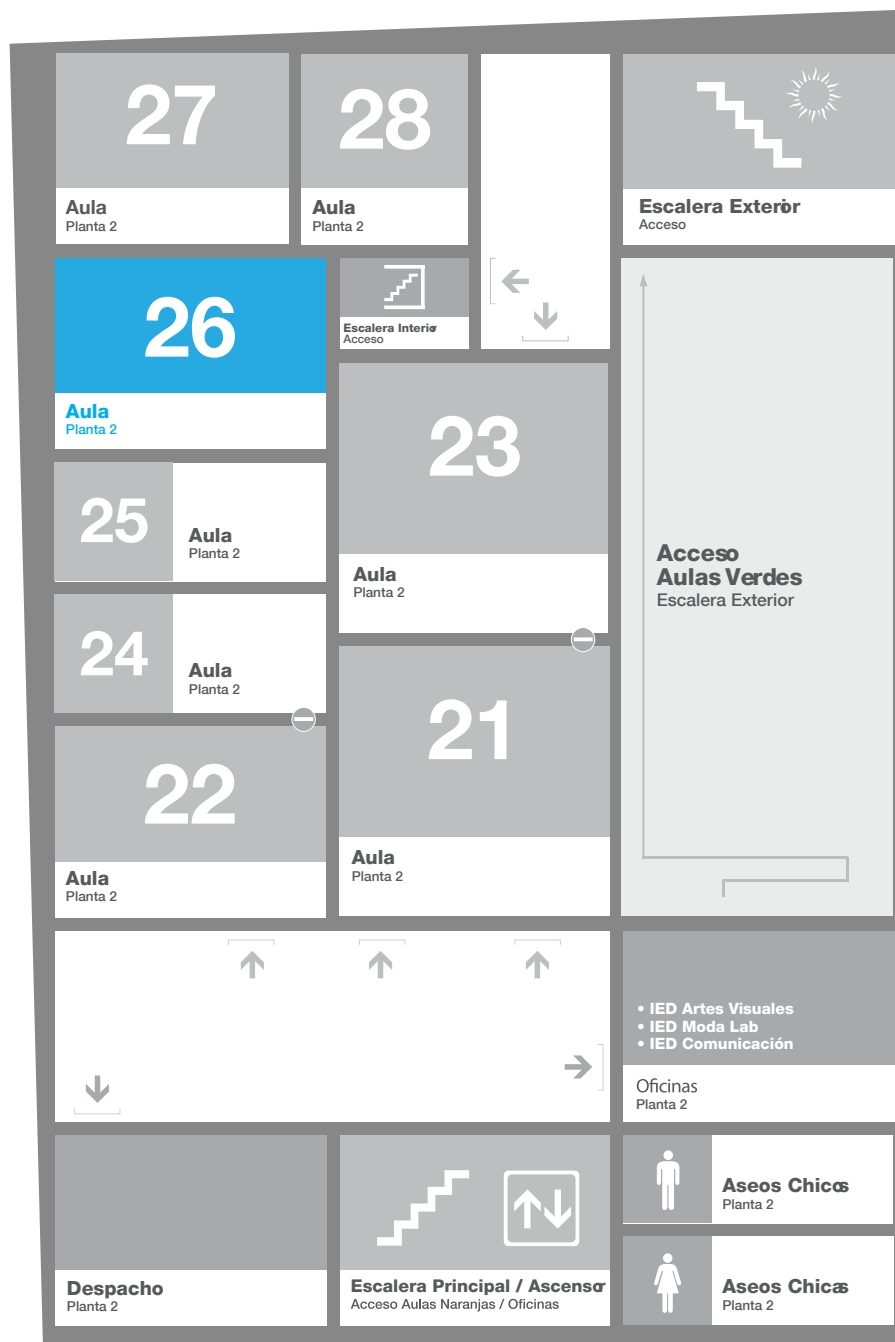 27
Aula
Planta 2
28
Aula
Planta 2
Escalera Exterior
Acceso
26
Aula
Planta 2
Escalera Interior
Acceso
23
Aula
Planta 2
25
Aula
Planta 2
Acceso
Aulas Verdes
Escalera Exterior
24
Aula
Planta 2
21
Aula
Planta 2
22
Aula
Planta 2
• IED Artes Visuales
• IED Moda Lab
• IED Comunicación
Oficinas
Planta 2
Despacho
Planta 2
Escalera Principal / Ascensor
Acceso Aulas Naranjas / Oficinas
Aseos Chicos
Planta 2
Aseos Chicas
Planta 2